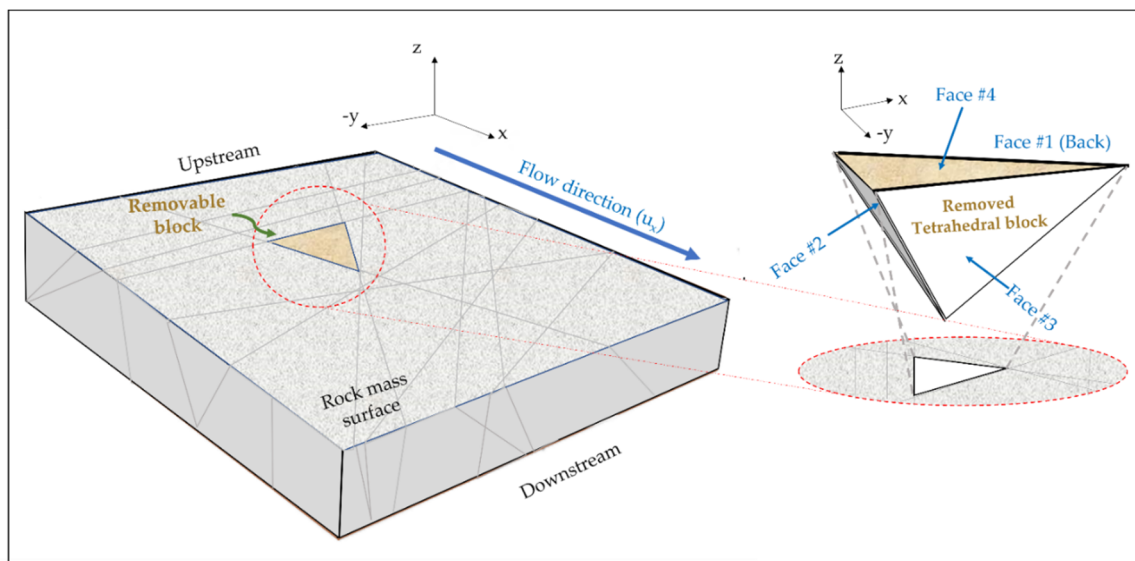 z
-y
x
Upstream
Flow direction (uₓ)
Removable
block
Rock mass
surface
Downstream
z
x
-y
Face #4
Face #1 (Back)
Removed
Tetrahedral block
Face #2
Face #3